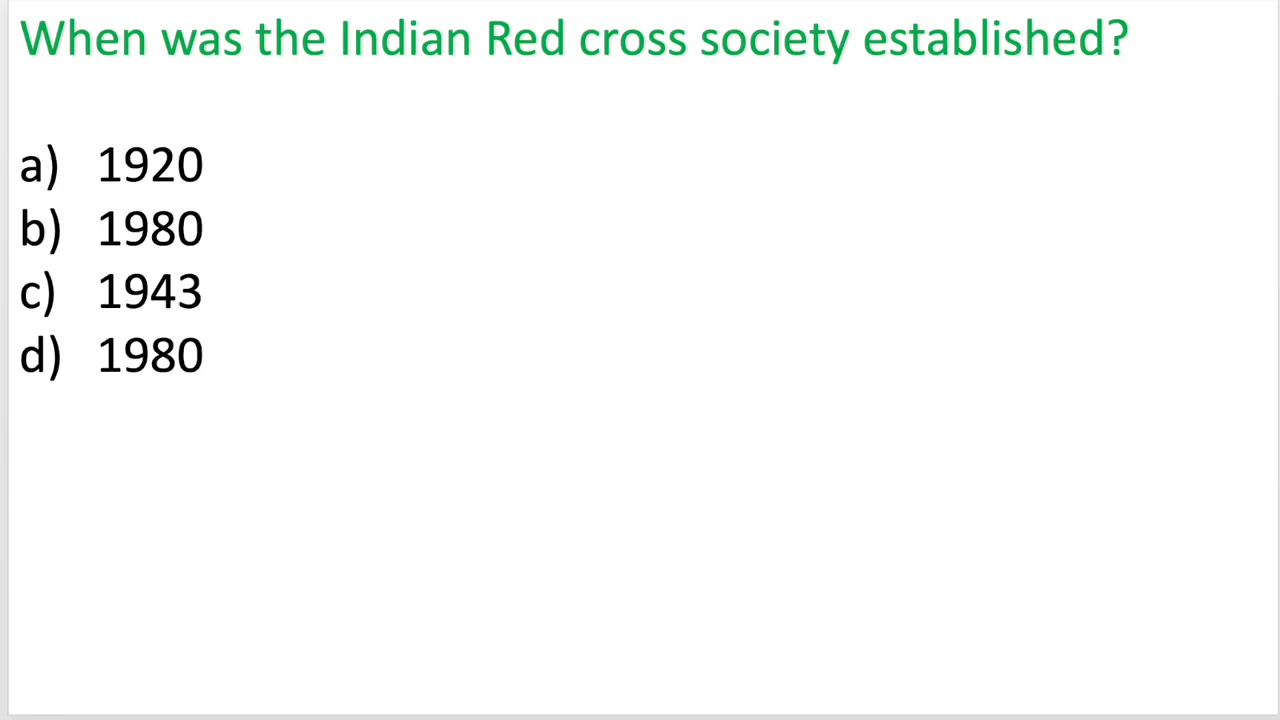 When was the Indian Red cross society established?
a) 1920
b) 1980
c) 1943
d) 1980